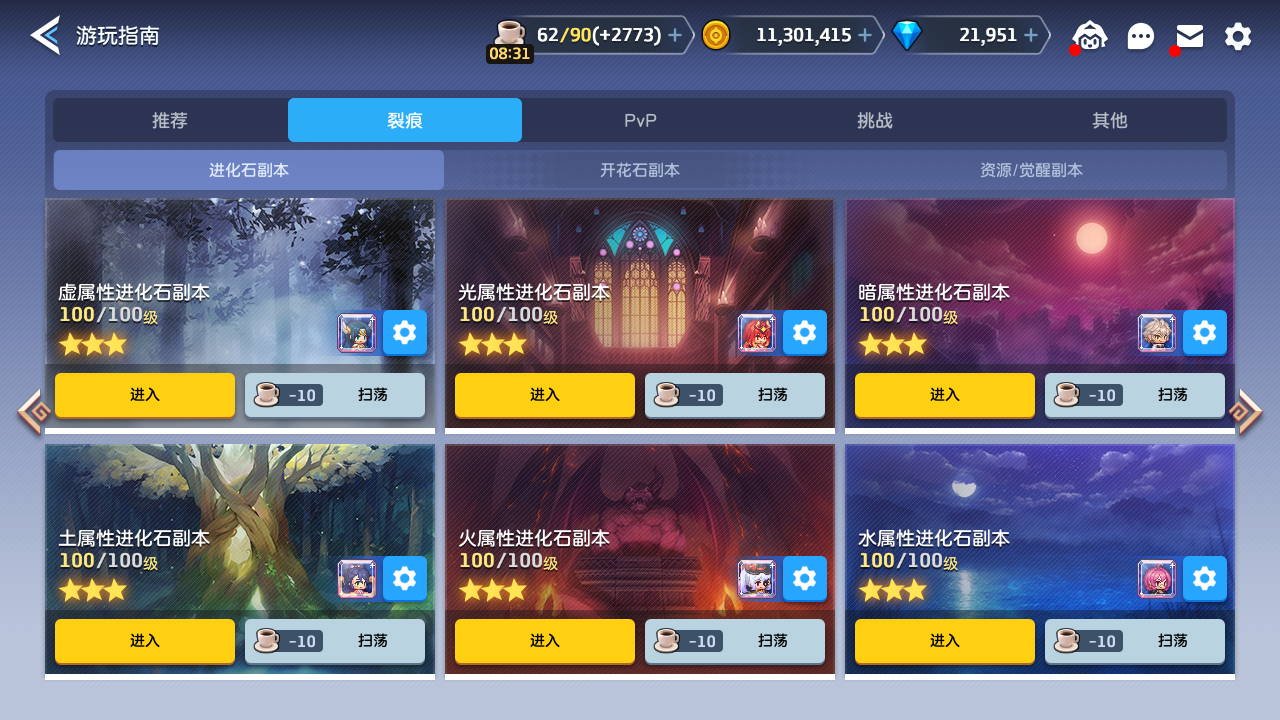 游玩指南
62/90(+2773)
08:31
11,301,415
21,951
推荐
裂痕
PvP
挑战
其他
进化石副本
开花石副本
资源/觉醒副本
虚属性进化石副本
100/100级
进入
-10
扫荡
光属性进化石副本
100/100级
进入
-10
扫荡
暗属性进化石副本
100/100级
进入
-10
扫荡
土属性进化石副本
100/100级
进入
-10
扫荡
火属性进化石副本
100/100级
进入
-10
扫荡
水属性进化石副本
100/100级
进入
-10
扫荡